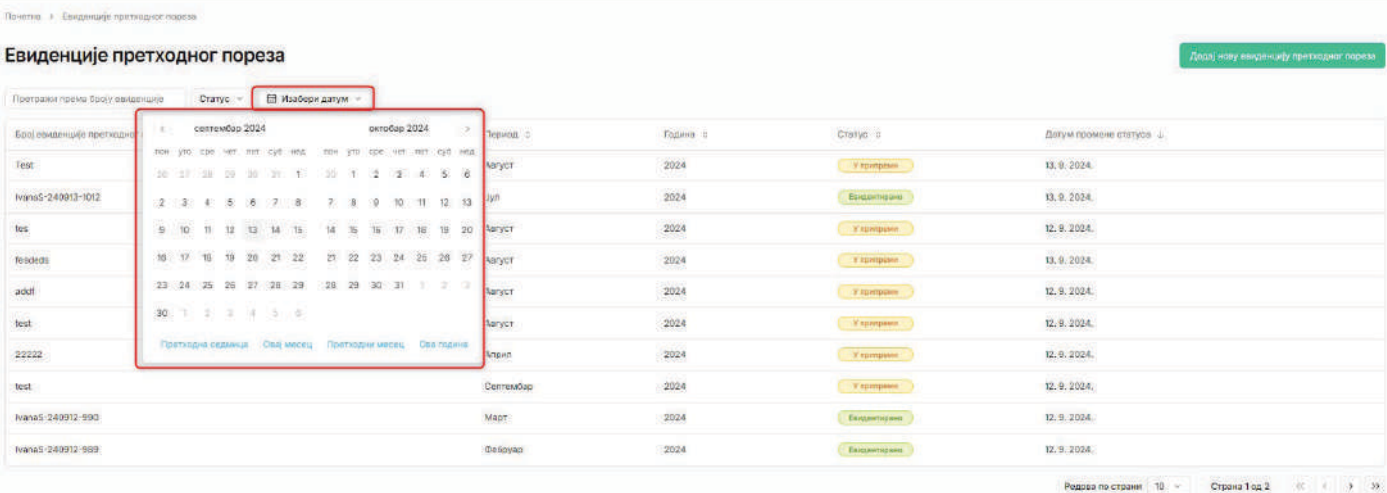 Почетна › Евиденције претходног пореза
Евиденције претходног пореза
Додај нову евиденцију претходног пореза
Претражи према броју евиденције Статус Изабери датум
Број евиденције претходног Период Година Статус Датум промене статуса
септембар 2024 октобар 2024
пон уто сре чет пет суб нед пон уто сре чет пет суб нед
26 27 28 29 30 31 1 30 1 2 3 4 5 6
2 3 4 5 6 7 8 7 8 9 10 11 12 13
9 10 11 12 13 14 15 14 15 16 17 18 19 20
16 17 18 19 20 21 22 21 22 23 24 25 26 27
23 24 25 26 27 28 29 28 29 30 31 1 2 3
30 1 2 3 4 5 6
Претходна седмица Овај месец Претходни месец Ова година
Test Август 2024 У припреми 13. 9. 2024.
IvanaS-240913-1012 Јул 2024 Евидентирано 13. 9. 2024.
tes Август 2024 У припреми 12. 9. 2024.
Август 2024 У припреми 13. 9. 2024.
addf Август 2024 У припреми 12. 9. 2024.
test Август 2024 У припреми 12. 9. 2024.
22222 Април 2024 У припреми 12. 9. 2024.
test Септембар 2024 У припреми 12. 9. 2024.
IvanaS-240912-990 Март 2024 Евидентирано 12. 9. 2024.
IvanaS-240912-989 Фебруар 2024 Евидентирано 12. 9. 2024.
Редова по страни 10 Страна 1 од 2